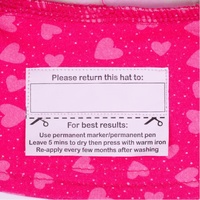 Please return this hat to:
For best results:
Use permanent marker/permanent pen
Leave 5 mins to dry then press with warm iron
Re-apply every few months after washing